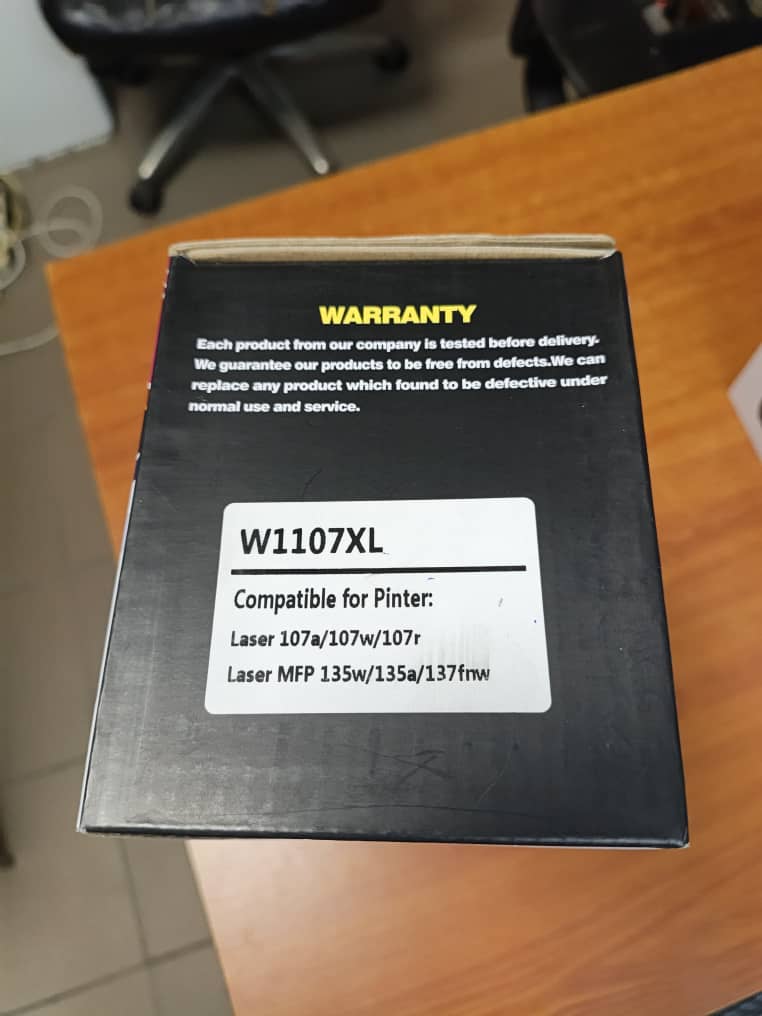 WARRANTY
Each product from our company is tested before delivery.
We guarantee our products to be free from defects.We can
replace any product which found to be defective under
normal use and service.
W1107XL
Compatible for Pinter:
Laser 107a/107w/107r
Laser MFP 135w/135a/137fnw